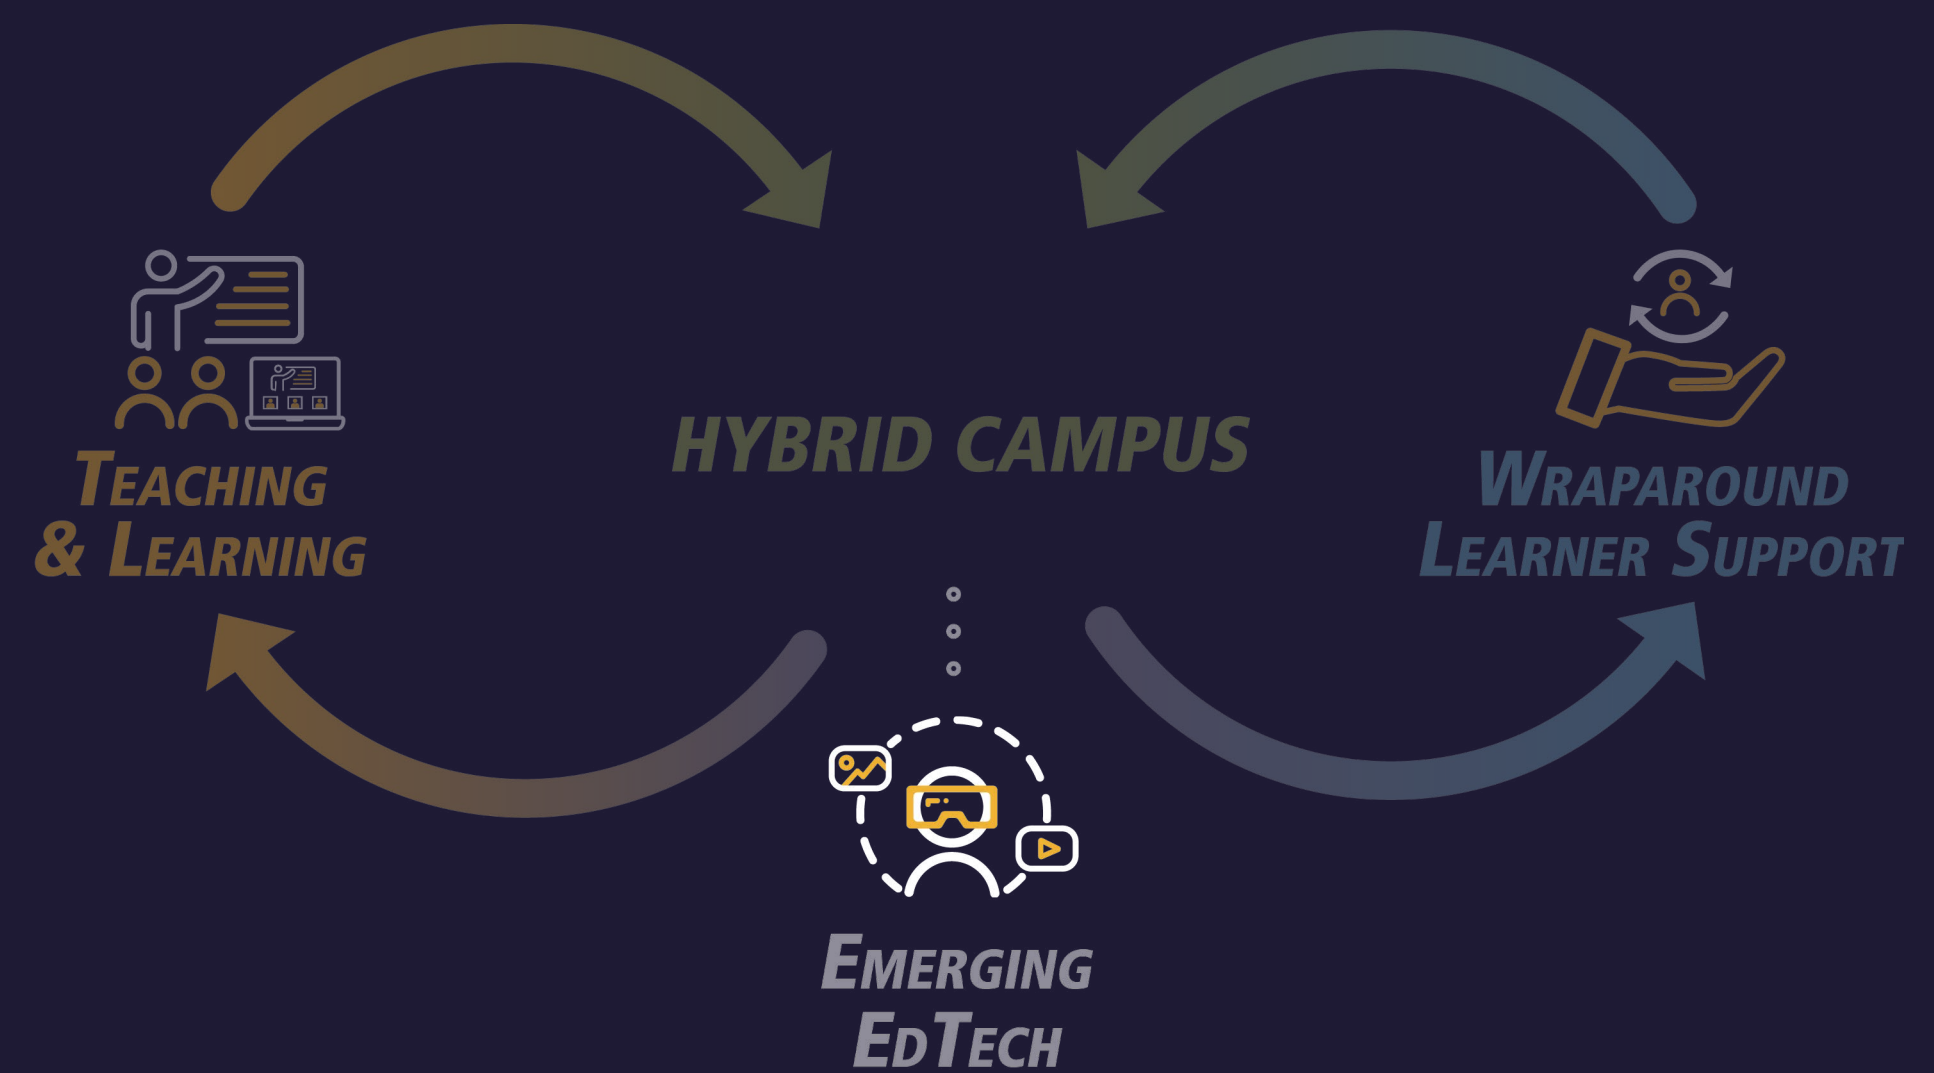 HYBRID CAMPUS
TEACHING
& LEARNING
WRAPAROUND
LEARNER SUPPORT
EMERGING
EDTECH